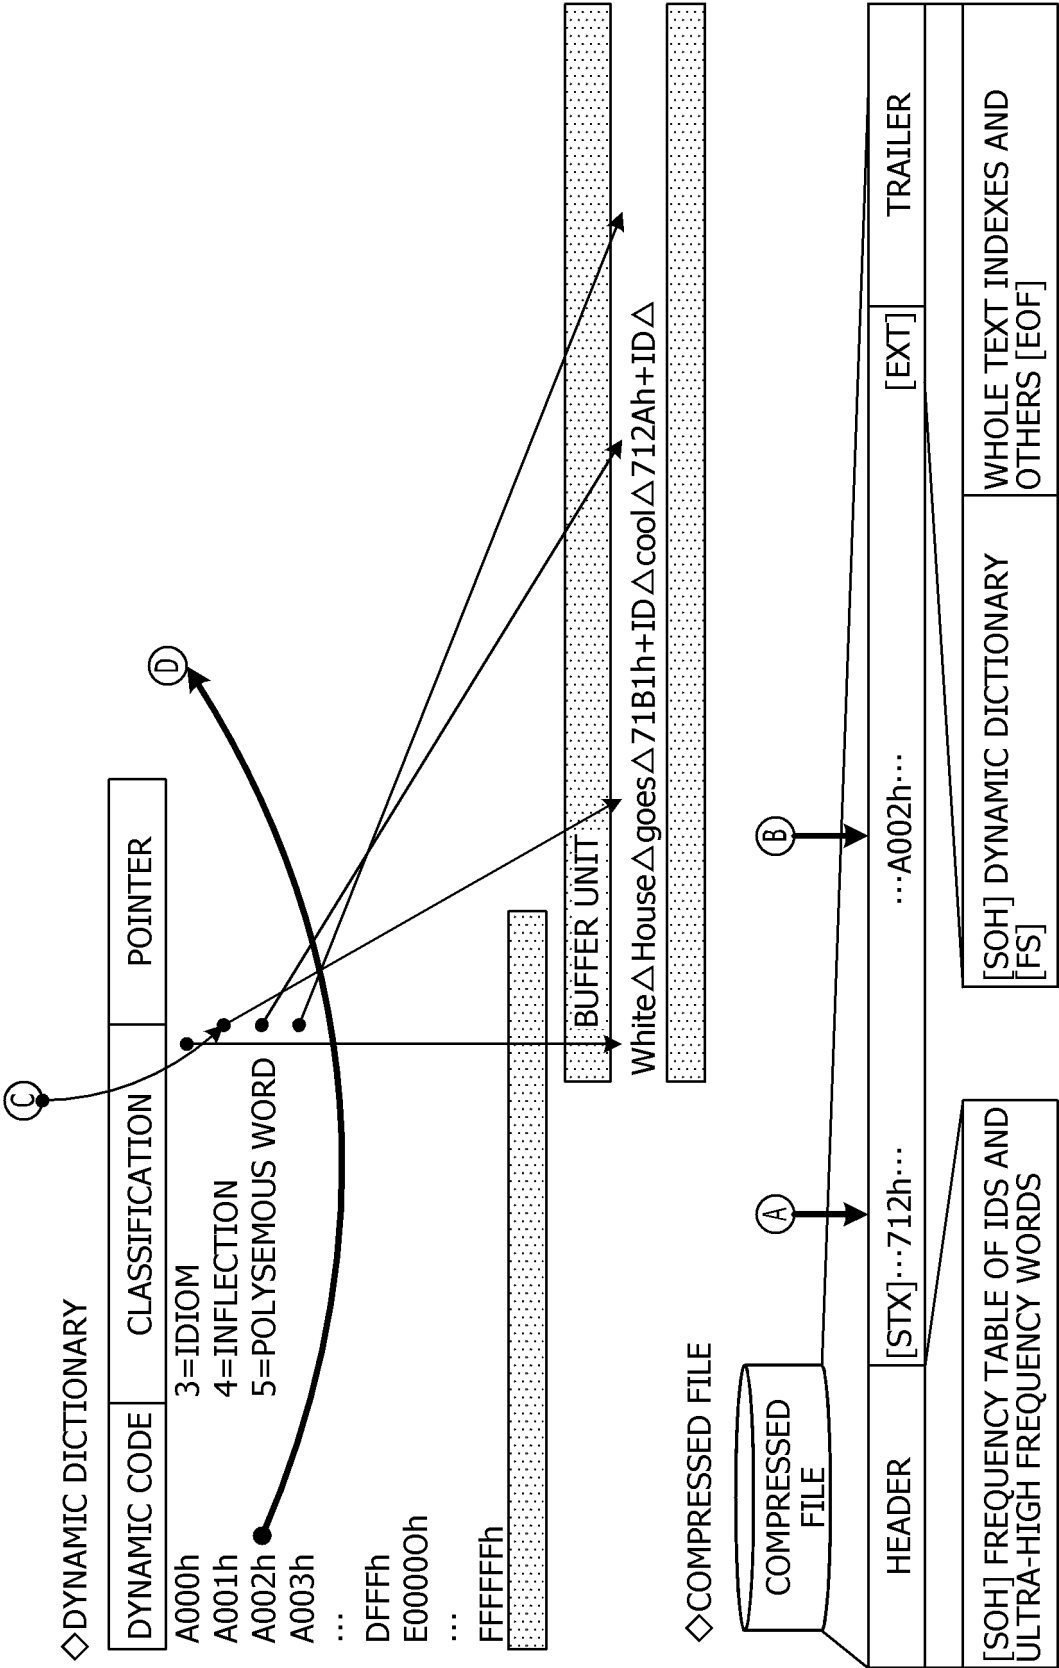 ◇DYNAMIC DICTIONARY
DYNAMIC CODE CLASSIFICATION POINTER
A000h 3=IDIOM
A001h 4=INFLECTION
A002h 5=POLYSEMOUS WORD
A003h
...
DFFFh
E00000h
...
FFFFFFh
C
D
BUFFER UNIT
White△House△goes△71B1h+ID△cool△712Ah+ID△
◇COMPRESSED FILE
COMPRESSED
FILE
A
B
HEADER [STX]···712h··· ···A002h··· [EXT] TRAILER
[SOH] FREQUENCY TABLE OF IDS AND
ULTRA-HIGH FREQUENCY WORDS
[SOH] DYNAMIC DICTIONARY
[FS]
WHOLE TEXT INDEXES AND
OTHERS [EOF]